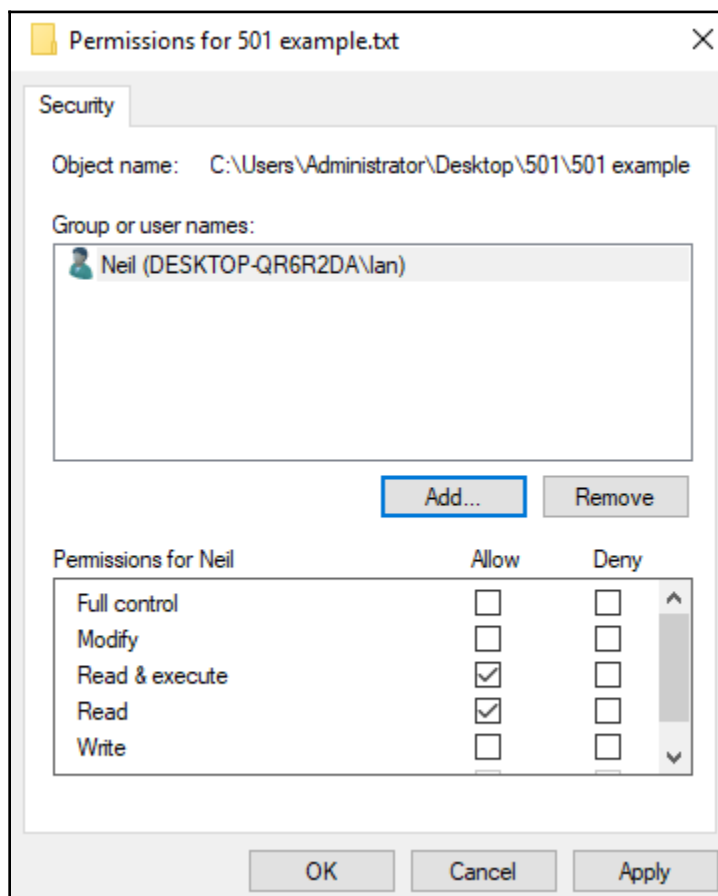 Permissions for 501 example.txt
Security
Object name: C:\Users\Administrator\Desktop\501\501 example
Group or user names:
Neil (DESKTOP-QR6R2DA\Ian)
Add... Remove
Permissions for Neil Allow Deny
Full control
Modify
Read & execute
Read
Write
OK Cancel Apply